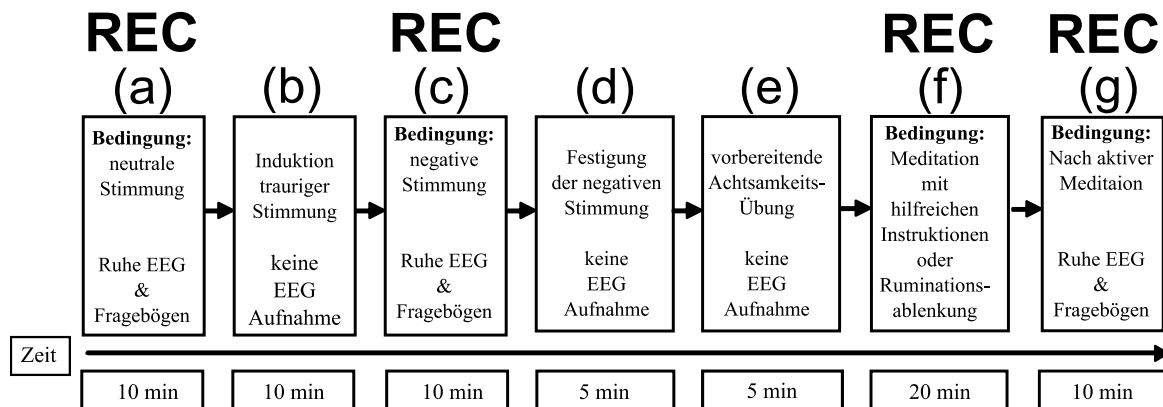 REC
(a)
Bedingung:
neutrale
Stimmung
Ruhe EEG
&
Fragebögen
(b)
Induktion
trauriger
Stimmung
keine
EEG
Aufnahme
REC
(c)
Bedingung:
negative
Stimmung
Ruhe EEG
&
Fragebögen
(d)
Festigung
der negativen
Stimmung
keine
EEG
Aufnahme
(e)
vorbereitende
Achtsamkeits-
Übung
keine
EEG
Aufnahme
REC
(f)
Bedingung:
Meditation
mit
hilfreichen
Instruktionen
oder
Ruminations-
ablenkung
REC
(g)
Bedingung:
Nach aktiver
Meditaion
Ruhe EEG
&
Fragebögen
Zeit
10 min
10 min
10 min
5 min
5 min
20 min
10 min